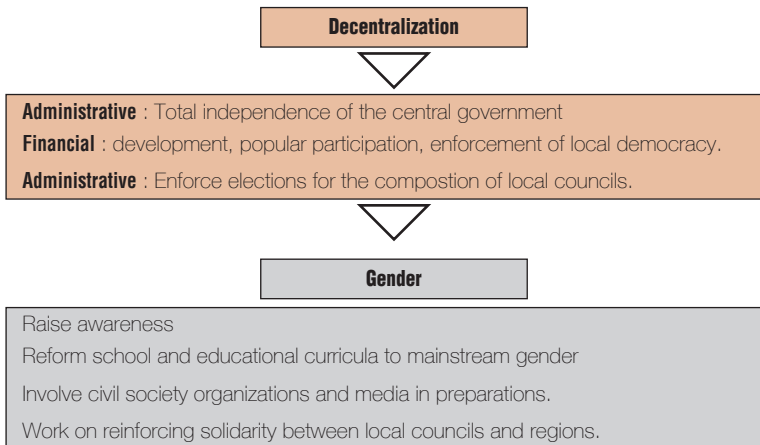 Decentralization
Administrative : Total independence of the central government
Financial : development, popular participation, enforcement of local democracy.
Administrative : Enforce elections for the compostion of local councils.
Gender
Raise awareness
Reform school and educational curricula to mainstream gender
Involve civil society organizations and media in preparations.
Work on reinforcing solidarity between local councils and regions.